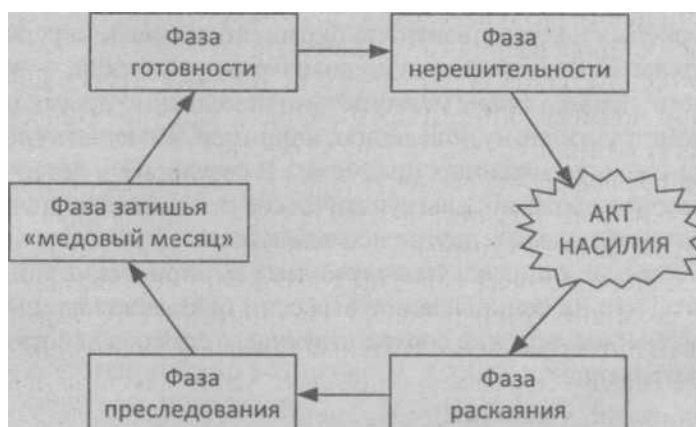 Фаза
готовности
Фаза
нерешительности
АКТ
НАСИЛИЯ
Фаза
раскаяния
Фаза
преследования
Фаза затишья
«медовый месяц»